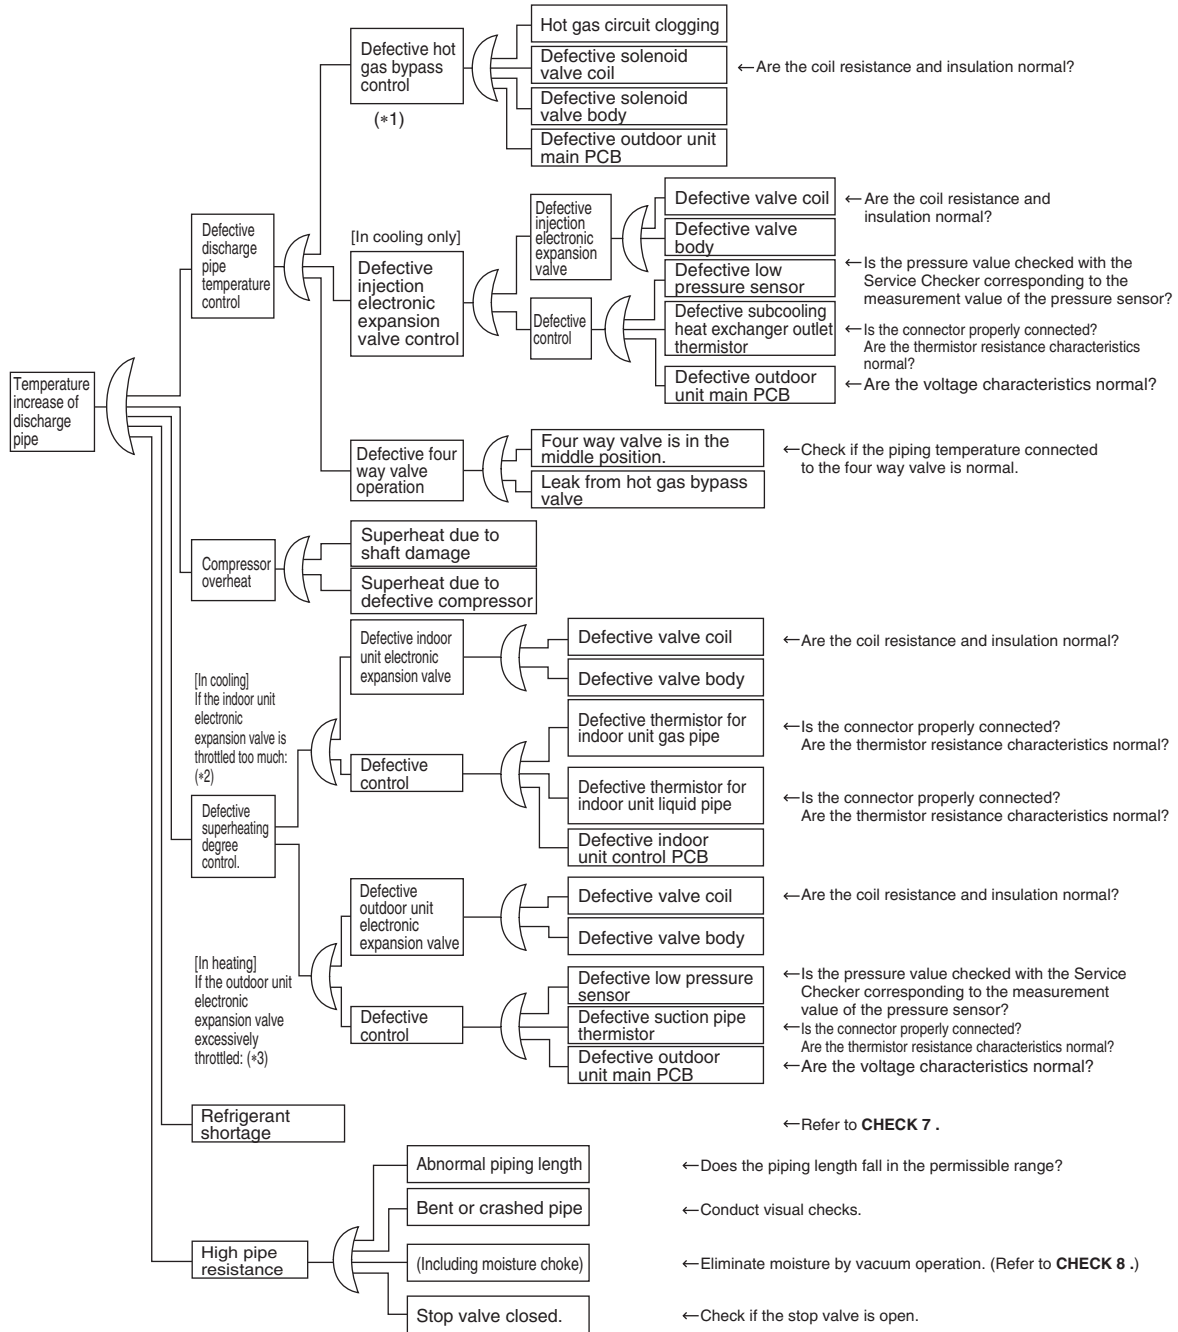 Temperature
increase of
discharge
pipe
Defective
discharge
pipe
temperature
control
Defective hot
gas bypass
control
(*1)
Hot gas circuit clogging
Defective solenoid
valve coil
←Are the coil resistance and insulation normal?
Defective solenoid
valve body
Defective outdoor unit
main PCB
[In cooling only]
Defective
injection
electronic
expansion
valve control
Defective
injection
electronic
expansion
valve
Defective valve coil
←Are the coil resistance and
insulation normal?
Defective valve
body
Defective
control
Defective low
pressure sensor
←Is the pressure value checked with the
Service Checker corresponding to the
measurement value of the pressure sensor?
Defective subcooling
heat exchanger outlet
thermistor
←Is the connector properly connected?
Are the thermistor resistance characteristics
normal?
Defective outdoor
unit main PCB
←Are the voltage characteristics normal?
Defective four
way valve
operation
Four way valve is in the
middle position.
←Check if the piping temperature connected
to the four way valve is normal.
Leak from hot gas bypass
valve
Compressor
overheat
Superheat due to
shaft damage
Superheat due to
defective compressor
[In cooling]
If the indoor unit
electronic
expansion valve is
throttled too much:
(*2)
Defective
superheating
degree
control.
Defective indoor
unit electronic
expansion valve
Defective valve coil
←Are the coil resistance and insulation normal?
Defective valve body
Defective
control
Defective thermistor for
indoor unit gas pipe
←Is the connector properly connected?
Are the thermistor resistance characteristics normal?
Defective thermistor for
indoor unit liquid pipe
←Is the connector properly connected?
Are the thermistor resistance characteristics normal?
Defective indoor
unit control PCB
[In heating]
If the outdoor unit
electronic
expansion valve
excessively
throttled: (*3)
Defective
outdoor unit
electronic
expansion valve
Defective valve coil
←Are the coil resistance and insulation normal?
Defective valve body
Defective
control
Defective low pressure
sensor
←Is the pressure value checked with the Service
Checker corresponding to the measurement
value of the pressure sensor?
Defective suction pipe
thermistor
←Is the connector properly connected?
Are the thermistor resistance characteristics normal?
Defective outdoor
unit main PCB
←Are the voltage characteristics normal?
Refrigerant
shortage
←Refer to CHECK 7 .
High pipe
resistance
Abnormal piping length
←Does the piping length fall in the permissible range?
Bent or crashed pipe
←Conduct visual checks.
(Including moisture choke)
←Eliminate moisture by vacuum operation. (Refer to CHECK 8 .)
Stop valve closed.
←Check if the stop valve is open.